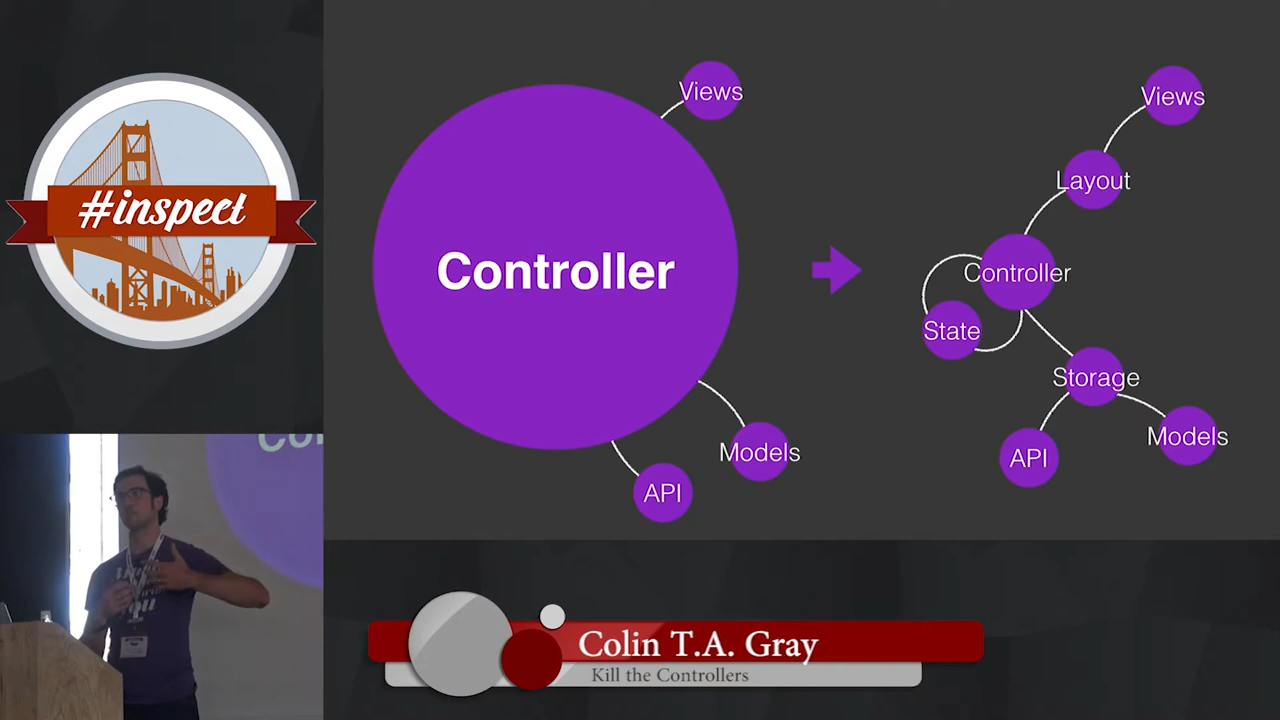 #inspect
Controller
Views
Models
API
Views
Layout
Controller
State
Storage
API
Models
Colin T.A. Gray
Kill the Controllers